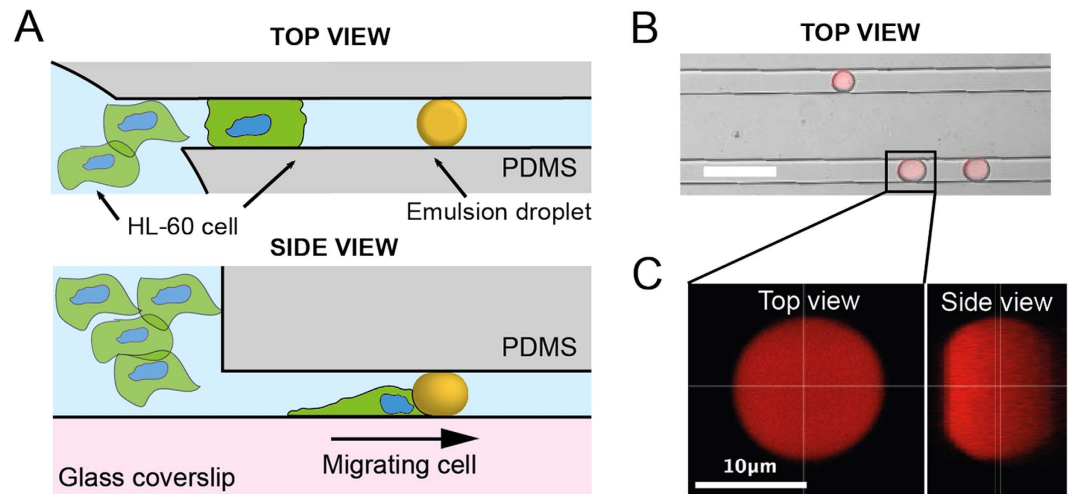 A
TOP VIEW
PDMS
HL-60 cell
Emulsion droplet
SIDE VIEW
PDMS
Migrating cell
Glass coverslip
B
TOP VIEW
C
Top view
Side view
10µm